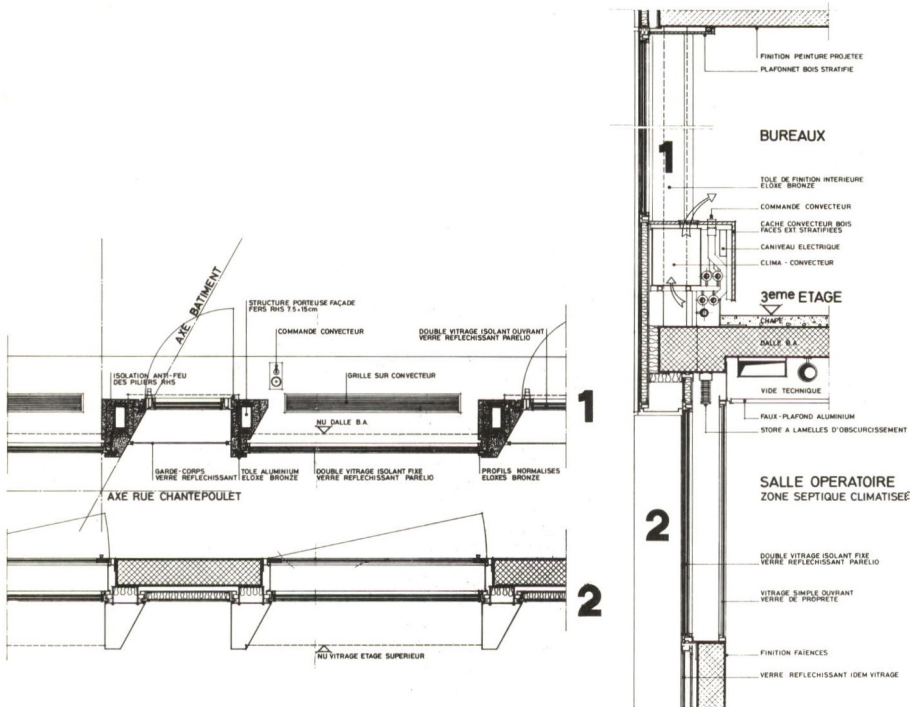 AXE BATIMENT
STRUCTURE PORTEUSE FAÇADE
FERS RHS 7.5 × 15cm
COMMANDE CONVECTEUR
DOUBLE VITRAGE ISOLANT OUVRANT
VERRE REFLECHISSANT PARELIO
ISOLATION ANTI-FEU
DES PILIERS RHS
GRILLE SUR CONVECTEUR
1
NU DALLE B.A.
GARDE-CORPS
VERRE REFLECHISSANT
TOLE ALUMINIUM
ELOXE BRONZE
DOUBLE VITRAGE ISOLANT FIXE
VERRE REFLECHISSANT PARELIO
PROFILS NORMALISES
ELOXES BRONZE
AXE RUE CHANTEPOULET
2
NU VITRAGE ETAGE SUPERIEUR
FINITION PEINTURE PROJETEE
PLAFONNET BOIS STRATIFIE
BUREAUX
1
TOLE DE FINITION INTERIEURE
ELOXE BRONZE
COMMANDE CONVECTEUR
CACHE CONVECTEUR BOIS
FACES EXT STRATIFIEES
CANIVEAU ELECTRIQUE
CLIMA - CONVECTEUR
3eme ETAGE
CHAPE
DALLE B.A.
VIDE TECHNIQUE
FAUX-PLAFOND ALUMINIUM
STORE A LAMELLES D'OBSCURCISSEMENT
SALLE OPERATOIRE
ZONE SEPTIQUE CLIMATISEE
2
DOUBLE VITRAGE ISOLANT FIXE
VERRE REFLECHISSANT PARELIO
VITRAGE SIMPLE OUVRANT
VERRE DE PROPRETE
FINITION FAÏENCES
VERRE REFLECHISSANT IDEM VITRAGE